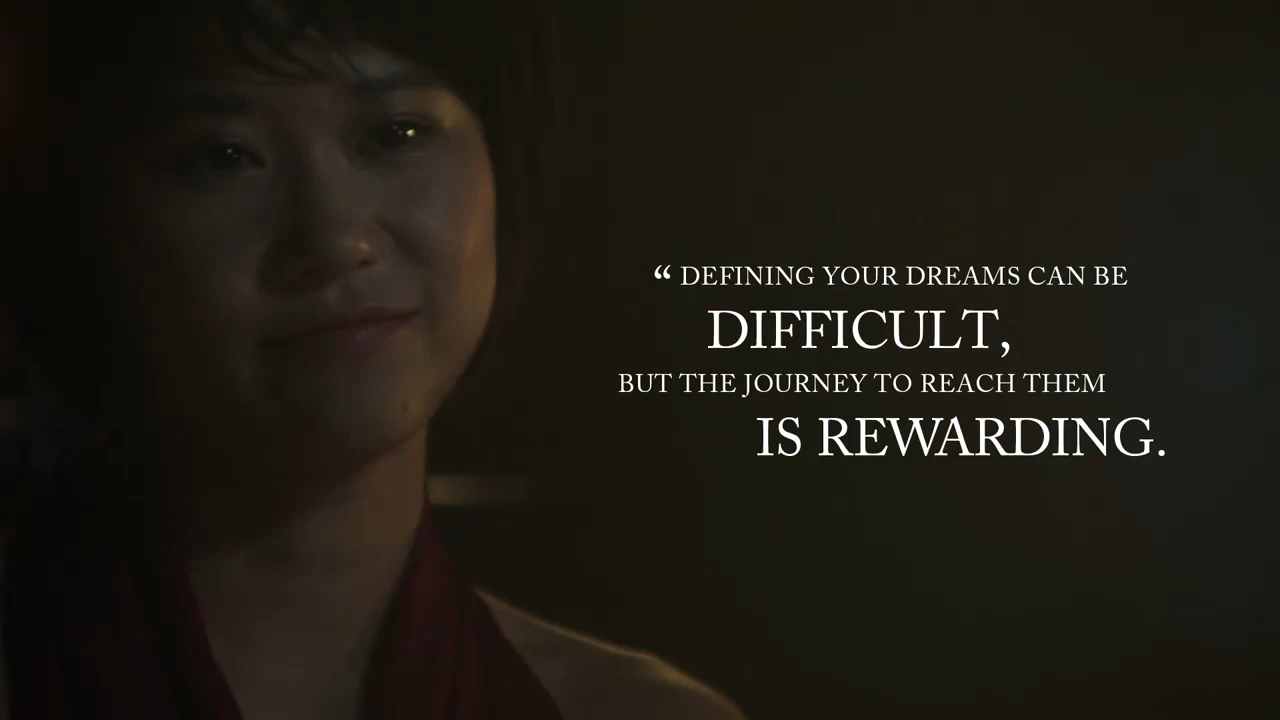 “ DEFINING YOUR DREAMS CAN BE
DIFFICULT,
BUT THE JOURNEY TO REACH THEM
IS REWARDING.